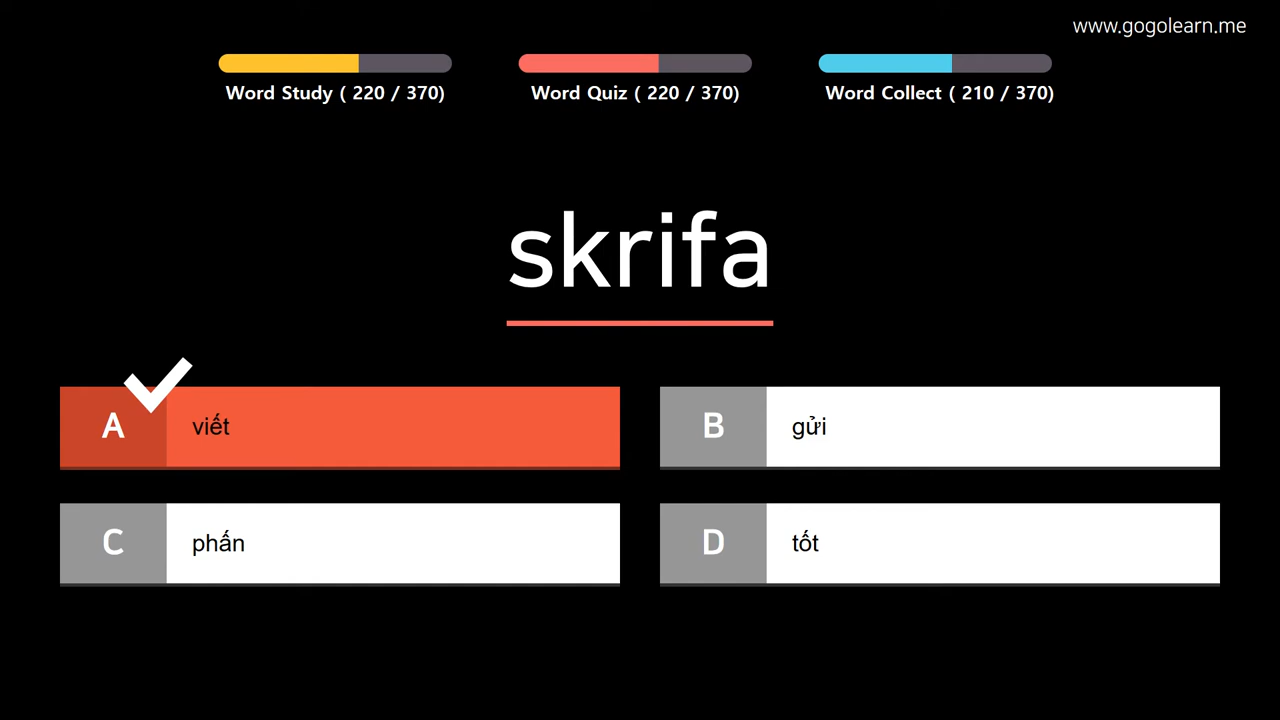 www.gogolearn.me
Word Study ( 220 / 370)
Word Quiz ( 220 / 370)
Word Collect ( 210 / 370)
skrifa
A viết
B gửi
C phấn
D tốt